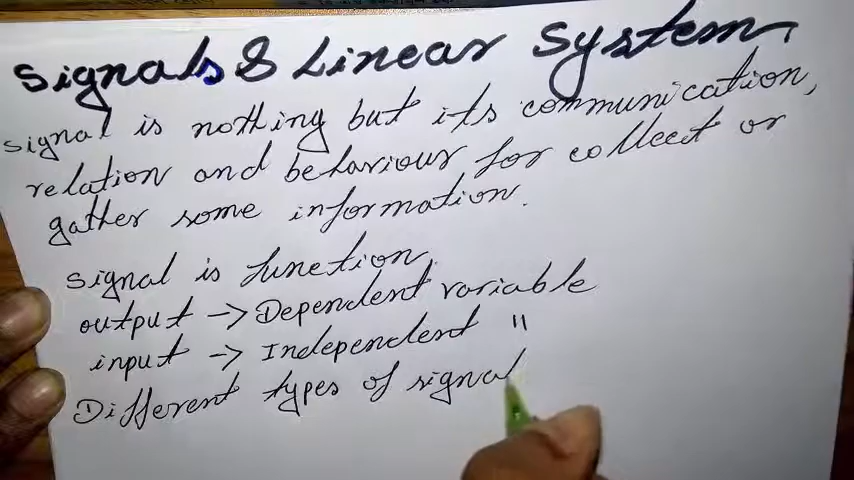 Signals & Linear System
Signal is nothing but its communication,
relation and behaviour for collect or
gather some information.
Signal is function.
output -> Dependent variable
input -> Independent "
Different types of signal